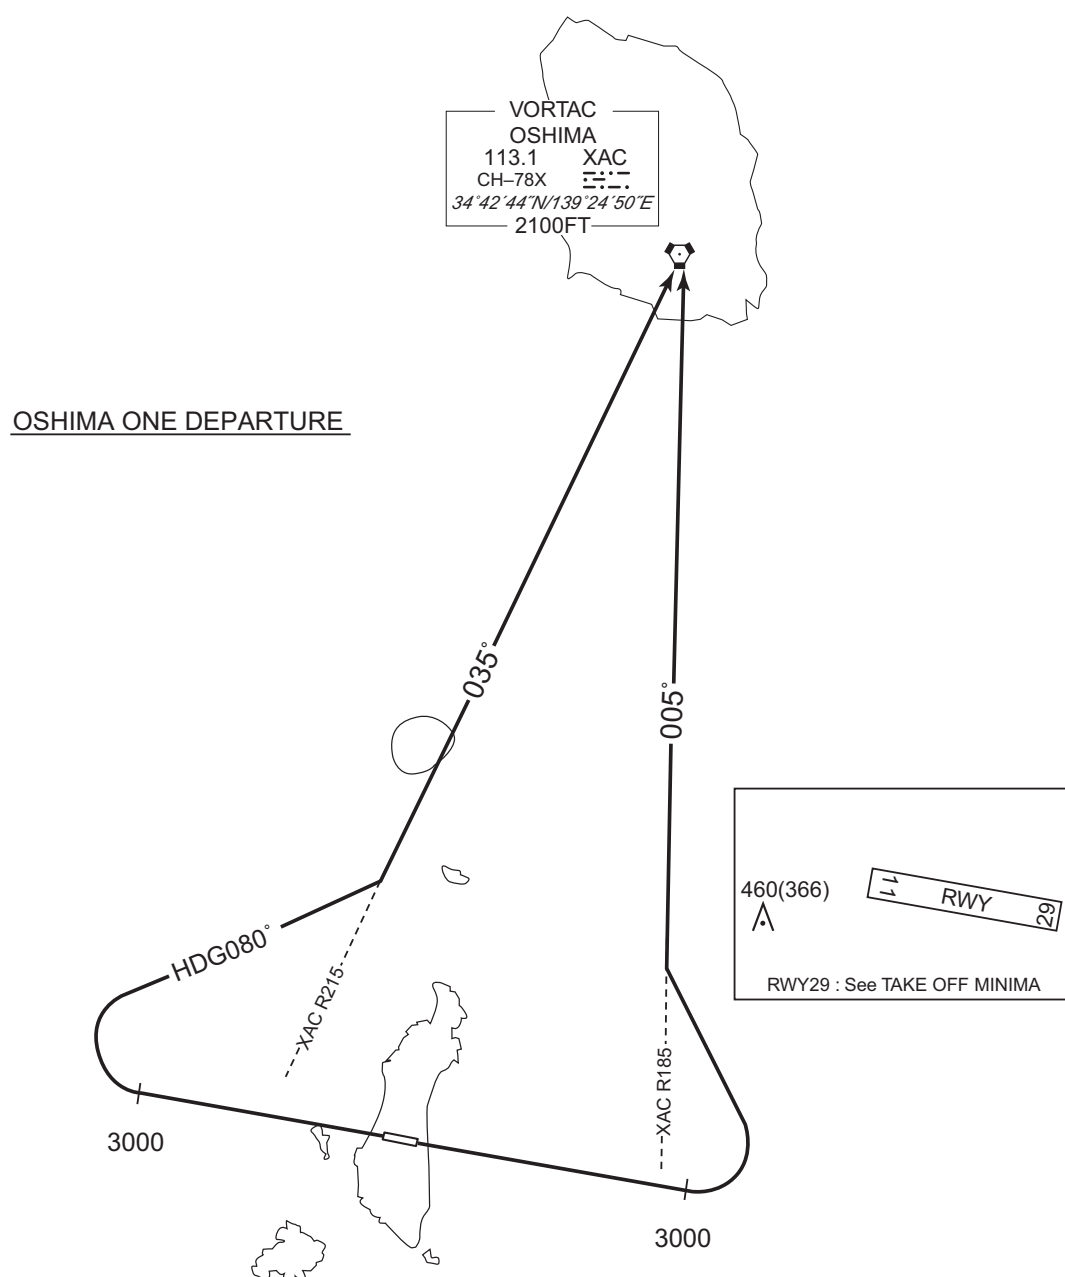 VORTAC
OSHIMA
113.1 XAC
CH–78X
34°42´44˝N/139°24´50˝E
2100FT
OSHIMA ONE DEPARTURE
035°
005°
460(366)
11 RWY 29
RWY29 : See TAKE OFF MINIMA
HDG080°
XAC R215
XAC R185
3000
3000